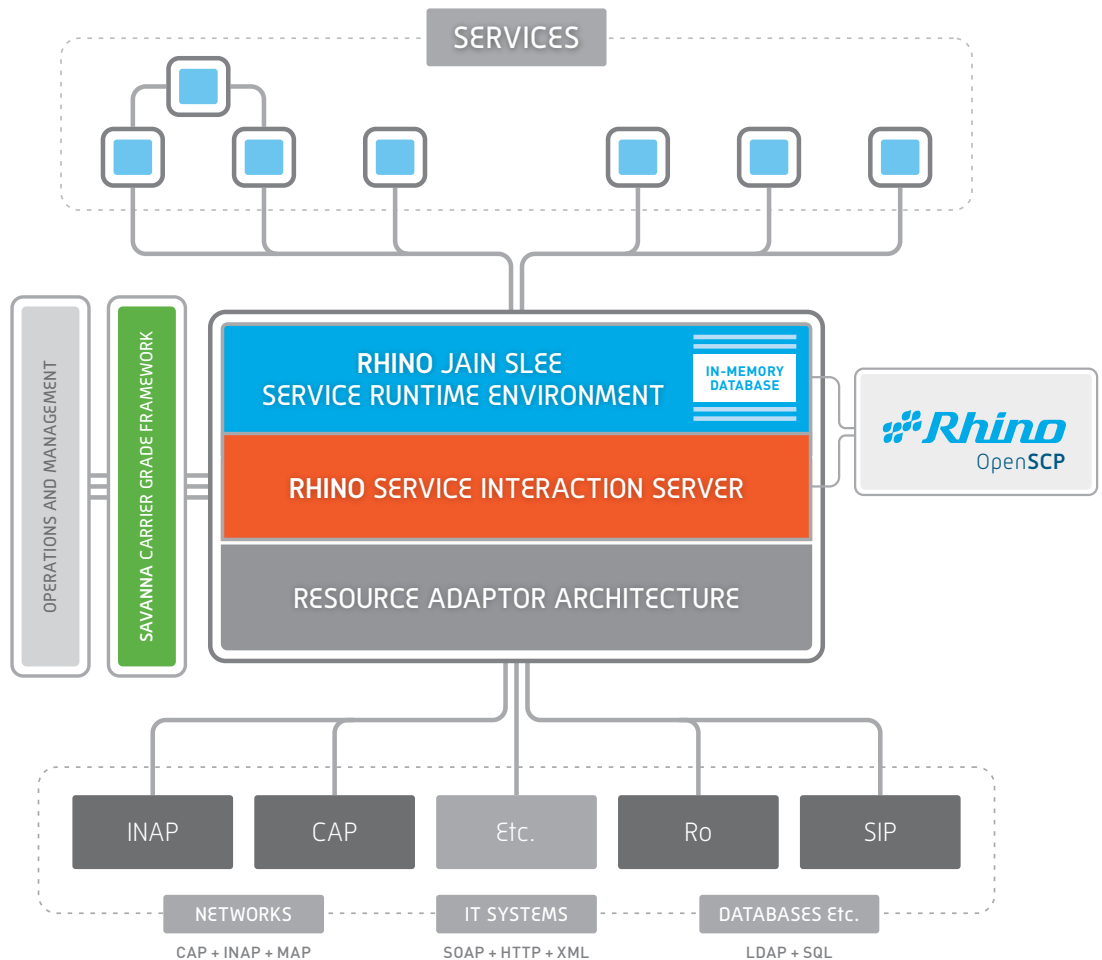 SERVICES
OPERATIONS AND MANAGEMENT
SAVANNA CARRIER GRADE FRAMEWORK
RHINO JAIN SLEE
SERVICE RUNTIME ENVIRONMENT
IN-MEMORY
DATABASE
RHINO SERVICE INTERACTION SERVER
RESOURCE ADAPTOR ARCHITECTURE
Rhino
OpenSCP
INAP
CAP
Etc.
Ro
SIP
NETWORKS
IT SYSTEMS
DATABASES Etc.
CAP + INAP + MAP
SOAP + HTTP + XML
LDAP + SQL